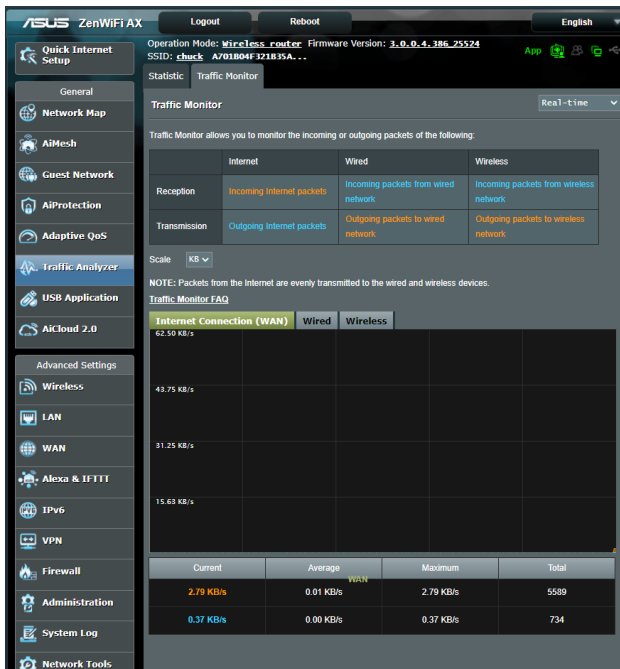 ASUS ZenWiFi AX Logout Reboot English
Quick Internet Setup
Operation Mode: Wireless router Firmware Version: 3.0.0.4.386_25524
SSID: chuck A701B04F321B35A...
App
Statistic Traffic Monitor
General
Network Map
AiMesh
Guest Network
AiProtection
Adaptive QoS
Traffic Analyzer
USB Application
AiCloud 2.0
Advanced Settings
Wireless
LAN
WAN
Alexa & IFTTT
IPv6
VPN
Firewall
Administration
System Log
Network Tools
Traffic Monitor Real-time
Traffic Monitor allows you to monitor the incoming or outgoing packets of the following:
Internet Wired Wireless
Reception Incoming Internet packets Incoming packets from wired network Incoming packets from wireless network
Transmission Outgoing Internet packets Outgoing packets to wired network Outgoing packets to wireless network
Scale KB
NOTE: Packets from the Internet are evenly transmitted to the wired and wireless devices.
Traffic Monitor FAQ
Internet Connection (WAN) Wired Wireless
62.50 KB/s
43.75 KB/s
31.25 KB/s
15.63 KB/s
Current Average Maximum Total
WAN
2.79 KB/s 0.01 KB/s 2.79 KB/s 5589
0.37 KB/s 0.00 KB/s 0.37 KB/s 734